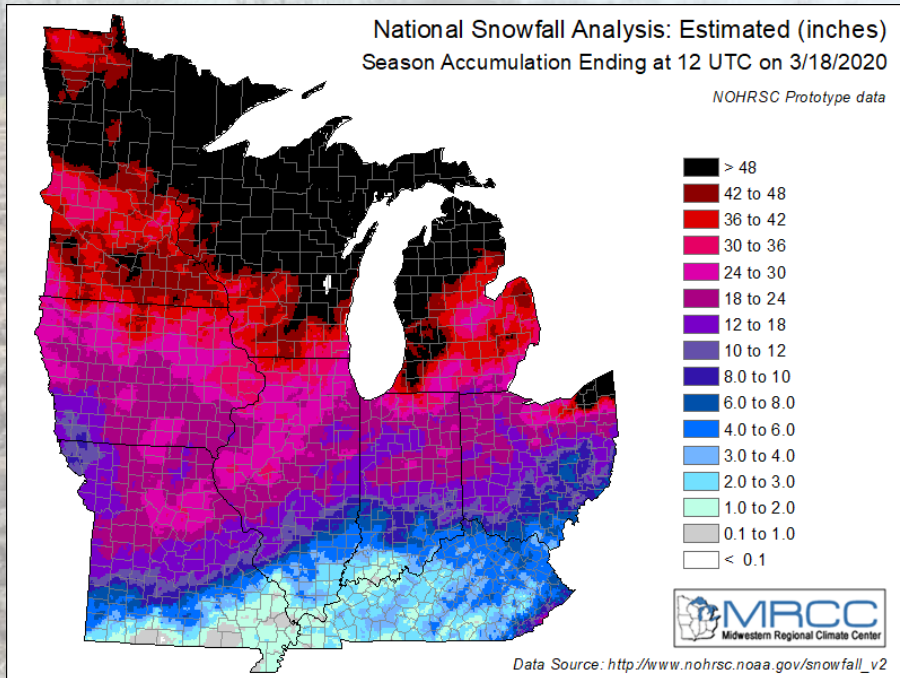 National Snowfall Analysis: Estimated (inches)
Season Accumulation Ending at 12 UTC on 3/18/2020
NOHRSC Prototype data
> 48
42 to 48
36 to 42
30 to 36
24 to 30
18 to 24
12 to 18
10 to 12
8.0 to 10
6.0 to 8.0
4.0 to 6.0
3.0 to 4.0
2.0 to 3.0
1.0 to 2.0
0.1 to 1.0
< 0.1
MRCC
Midwestern Regional Climate Center
Data Source: http://www.nohrsc.noaa.gov/snowfall_v2